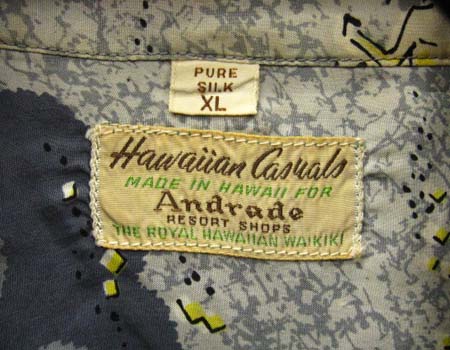 PURE
SILK
XL
Hawaiian Casuals
MADE IN HAWAII FOR
Andrade
RESORT SHOPS
THE ROYAL HAWAIIAN WAIKIKI